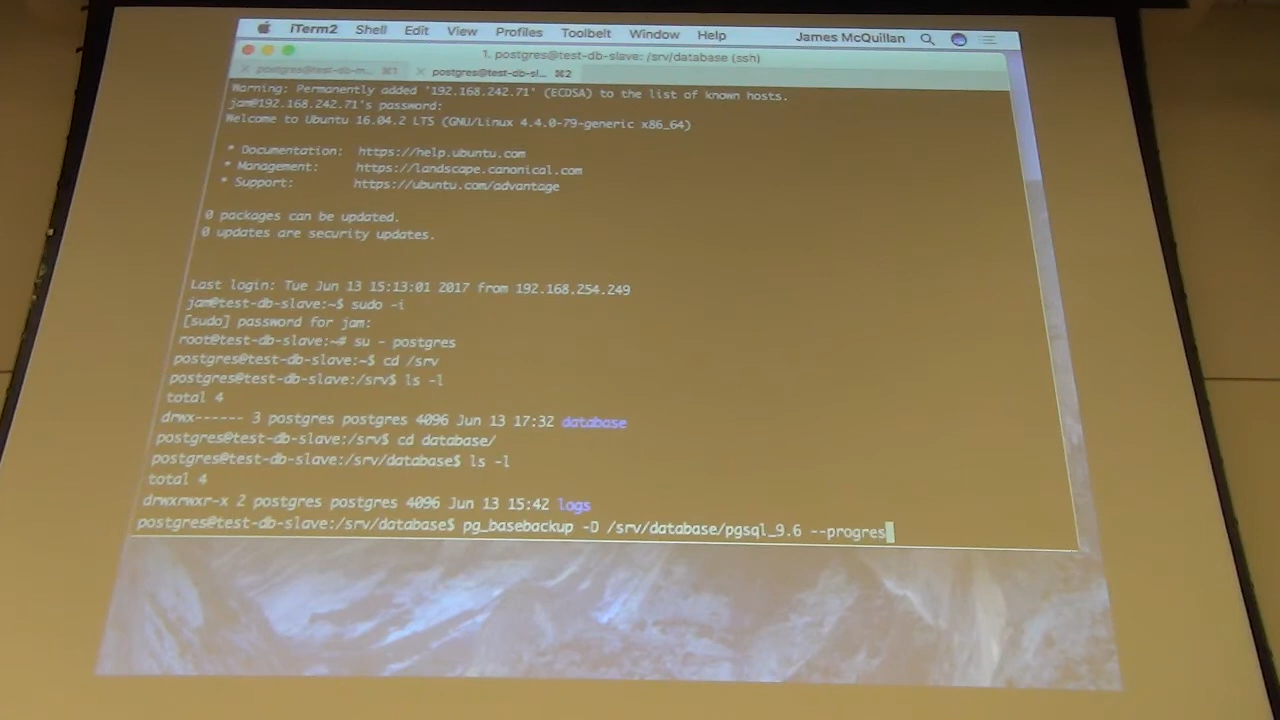 iTerm2 Shell Edit View Profiles Toolbelt Window Help James McQuillan
1. postgres@test-db-slave: /srv/database (ssh)
postgres@test-db-m... ⌘1 postgres@test-db-sl... ⌘2
Warning: Permanently added '192.168.242.71' (ECDSA) to the list of known hosts.
jam@192.168.242.71's password:
Welcome to Ubuntu 16.04.2 LTS (GNU/Linux 4.4.0-79-generic x86_64)
* Documentation: https://help.ubuntu.com
* Management: https://landscape.canonical.com
* Support: https://ubuntu.com/advantage
0 packages can be updated.
0 updates are security updates.
Last login: Tue Jun 13 15:13:01 2017 from 192.168.254.249
jam@test-db-slave:~$ sudo -i
[sudo] password for jam:
root@test-db-slave:~# su - postgres
postgres@test-db-slave:~$ cd /srv
postgres@test-db-slave:/srv$ ls -l
total 4
drwx------ 3 postgres postgres 4096 Jun 13 17:32 database
postgres@test-db-slave:/srv$ cd database/
postgres@test-db-slave:/srv/database$ ls -l
total 4
drwxrwxr-x 2 postgres postgres 4096 Jun 13 15:42 logs
postgres@test-db-slave:/srv/database$ pg_basebackup -D /srv/database/pgsql_9.6 --progres